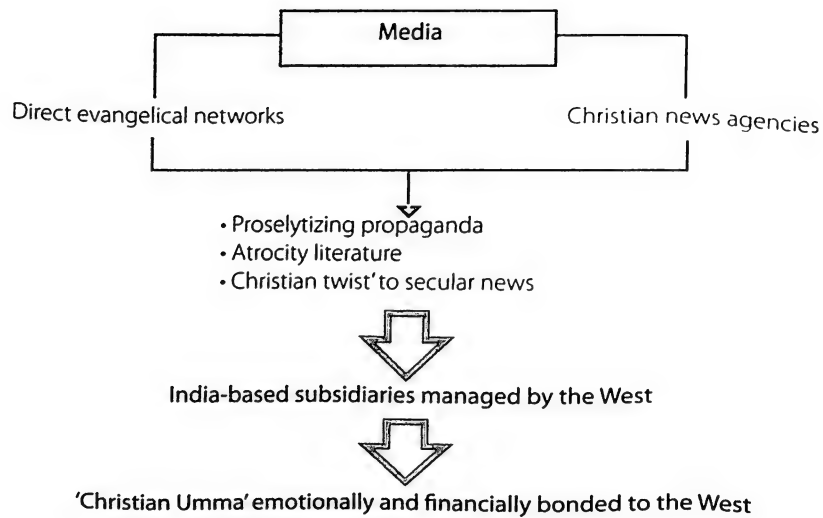 Media
Direct evangelical networks
Christian news agencies
• Proselytizing propaganda
• Atrocity literature
• Christian twist' to secular news
India-based subsidiaries managed by the West
'Christian Umma' emotionally and financially bonded to the West